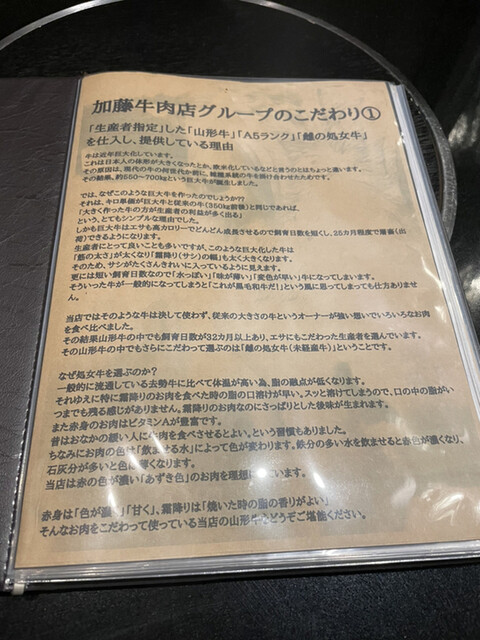 加藤牛肉店グループのこだわり①
「生産者指定」した「山形牛」「A5ランク」「雌の処女牛」
を仕入し、提供している理由
牛は近年巨大化しています。
これは日本人の体形が大きくなったとか、欧米化しているなどと言うのとはちょっと違います。
その原因は、現代の牛の何世代か前に、雑種系統の牛を掛け合わせたためです。
その結果、約550～700kgという巨大牛が誕生しました。
では、なぜこのような巨大牛を作ったのでしょうか??
それは、キロ単価が巨大牛と従来の牛(350kg前後)と同じであれば、
「大きく作った牛の方が生産者の利益が多く出る」
という、とてもシンプルな理由でした。
しかも巨大牛はエサも高カロリーでどんどん成長させるので飼育日数を短くし、25カ月程度で屠畜(出
荷)できるようになります。
生産者にとって良いことも多いですが、このような巨大化した牛は
「筋の太さ」が太くなり「霜降り(サシ)の幅」も太く大きくなります。
そのため、サシがたくさんきれいに入っているように見えます。
更には短い飼育日数なので「水っぽい」「味が薄い」「変色が早い」牛になってしまいます。
そういった牛が一般的になってしまうと「これが黒毛和牛だ!」という風に思ってしまっても仕方ありませ
ん。
当店ではそのような牛は決して使わず、従来の大きさの牛というオーナーが強い想いでいろいろなお肉
を食べ比べました。
その結果山形牛の中でも飼育日数が32カ月以上あり、エサにもこだわった生産者を選んでいます。
その山形牛の中でもさらにこだわって選ぶのは「雌の処女牛(未経産牛)」ということです。
なぜ処女牛を選ぶのか?
一般的に流通している去勢牛に比べて体温が高い為、脂の融点が低くなります。
それゆえに特に霜降りのお肉を食べた時の脂の口溶けが早い。スッと溶けてしまうので、口の中の脂がい
つまでも残る感じがありません。霜降りのお肉なのにさっぱりとした後味が生まれます。
また赤身のお肉はビタミンAが豊富です。
昔はおなかの緩い人に牛肉を食べさせるとよい。という習慣もありました。
ちなみにお肉の色は「飲ませる水」によって色が変わります。鉄分の多い水を飲ませると赤色が濃くなり、
石灰分が多いと色は薄くなります。
当店は赤の色が濃い「あずき色」のお肉を理想にしています。
赤身は「色が濃く」「甘く」、霜降りは「焼いた時の脂の香りがよい」
そんなお肉をこだわって使っている当店の山形牛をどうぞご堪能ください。